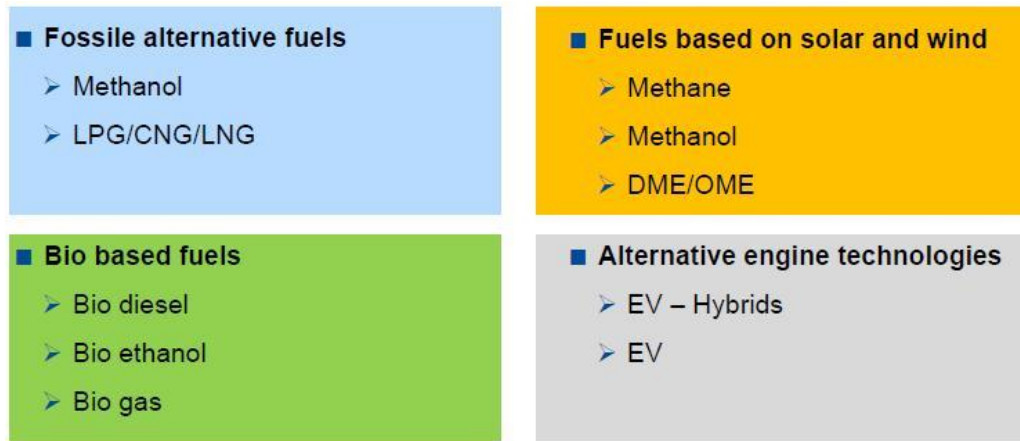 Fossile alternative fuels
Methanol
LPG/CNG/LNG
Fuels based on solar and wind
Methane
Methanol
DME/OME
Bio based fuels
Bio diesel
Bio ethanol
Bio gas
Alternative engine technologies
EV – Hybrids
EV